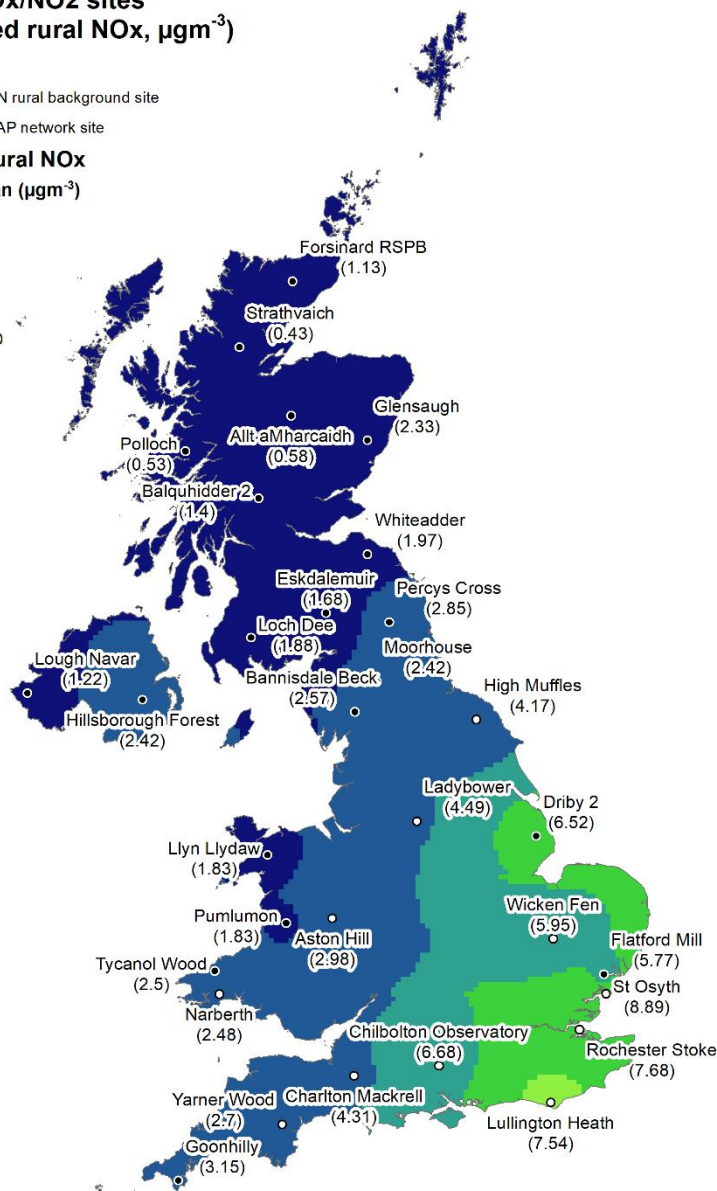 Ox/NO2 sites
ed rural NOx, µgm-3)
N rural background site
AP network site
ural NOx
an (µgm-3)
Forsinard RSPB
(1.13)
Strathvaich
(0.43)
0
Glensaugh
(2.33)
Allt aMharcaidh
(0.58)
Polloch
(0.53)
Balquhidder 2
(1.4)
Whiteadder
(1.97)
Eskdalemuir
(1.68)
Percys Cross
(2.85)
Loch Dee
(1.88)
Moorhouse
(2.42)
Lough Navar
(1.22)
Bannisdale Beck
(2.57)
High Muffles
(4.17)
Hillsborough Forest
(2.42)
Ladybower
(4.49)
Driby 2
(6.52)
Llyn Llydaw
(1.83)
Wicken Fen
(5.95)
Pumlumon
(1.83)
Aston Hill
(2.98)
Flatford Mill
(5.77)
Tycanol Wood
(2.5)
St Osyth
(8.89)
Narberth
(2.48)
Chilbolton Observatory
(6.68)
Rochester Stoke
(7.68)
Yarner Wood
(2.7)
Charlton Mackrell
(4.31)
Lullington Heath
(7.54)
Goonhilly
(3.15)